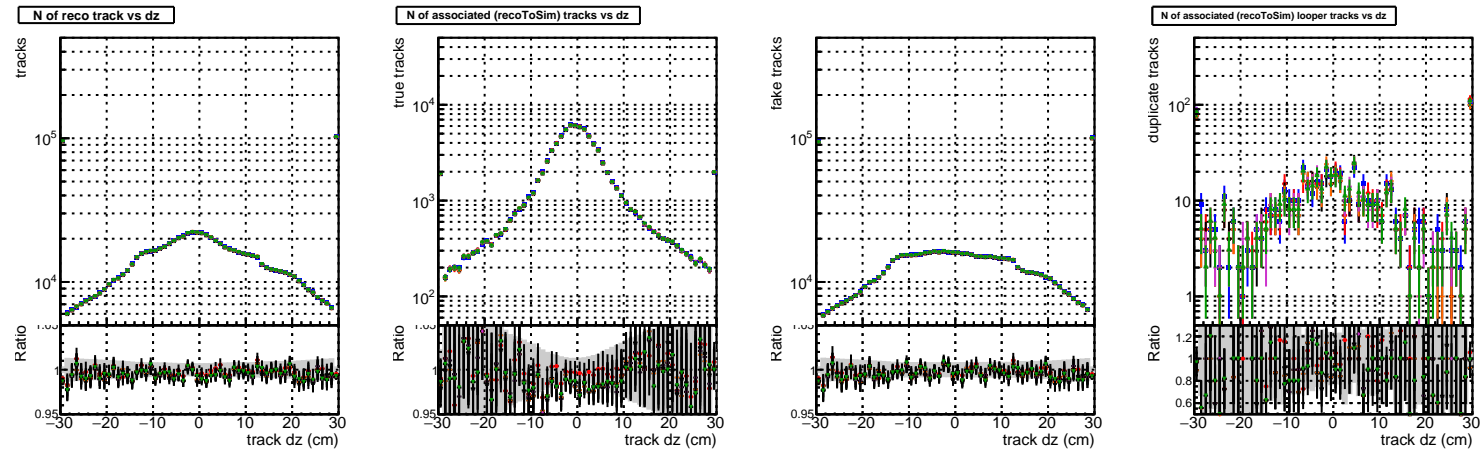 N of reco track vs dz
tracks
10^5
10^4
Ratio
1
0.95
−30 −20 −10 0 10 20 30
track dz (cm)
N of associated (recoToSim) tracks vs dz
true tracks
10^4
10^3
10^2
Ratio
1
0.95
−30 −20 −10 0 10 20 30
track dz (cm)
fake tracks
10^5
10^4
Ratio
1
0.95
−30 −20 −10 0 10 20 30
track dz (cm)
N of associated (recoToSim) looper tracks vs dz
duplicate tracks
10^2
10
1
Ratio
1.2
1
0.8
0.6
−30 −20 −10 0 10 20 30
track dz (cm)